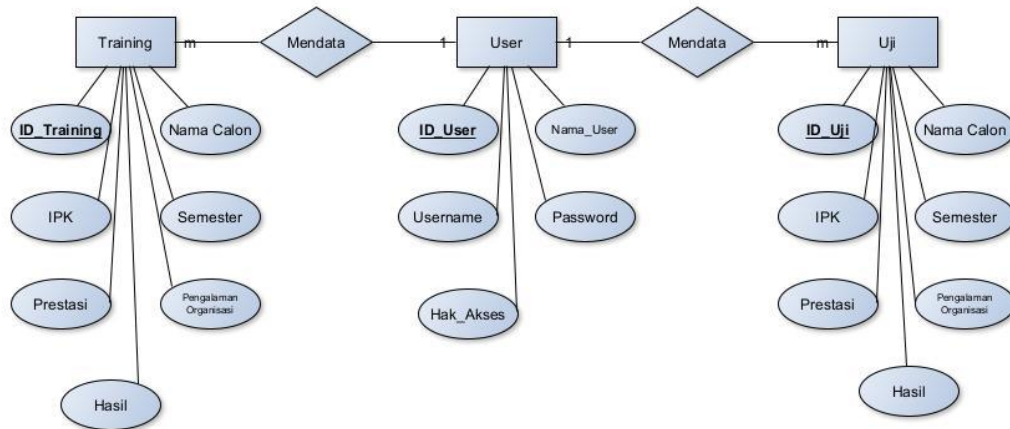 Training m Mendata 1 User 1 Mendata m Uji
ID_Training Nama Calon ID_User Nama_User ID_Uji Nama Calon
IPK Semester Username Password IPK Semester
Prestasi Pengalaman Organisasi Hak_Akses Prestasi Pengalaman Organisasi
Hasil Hasil